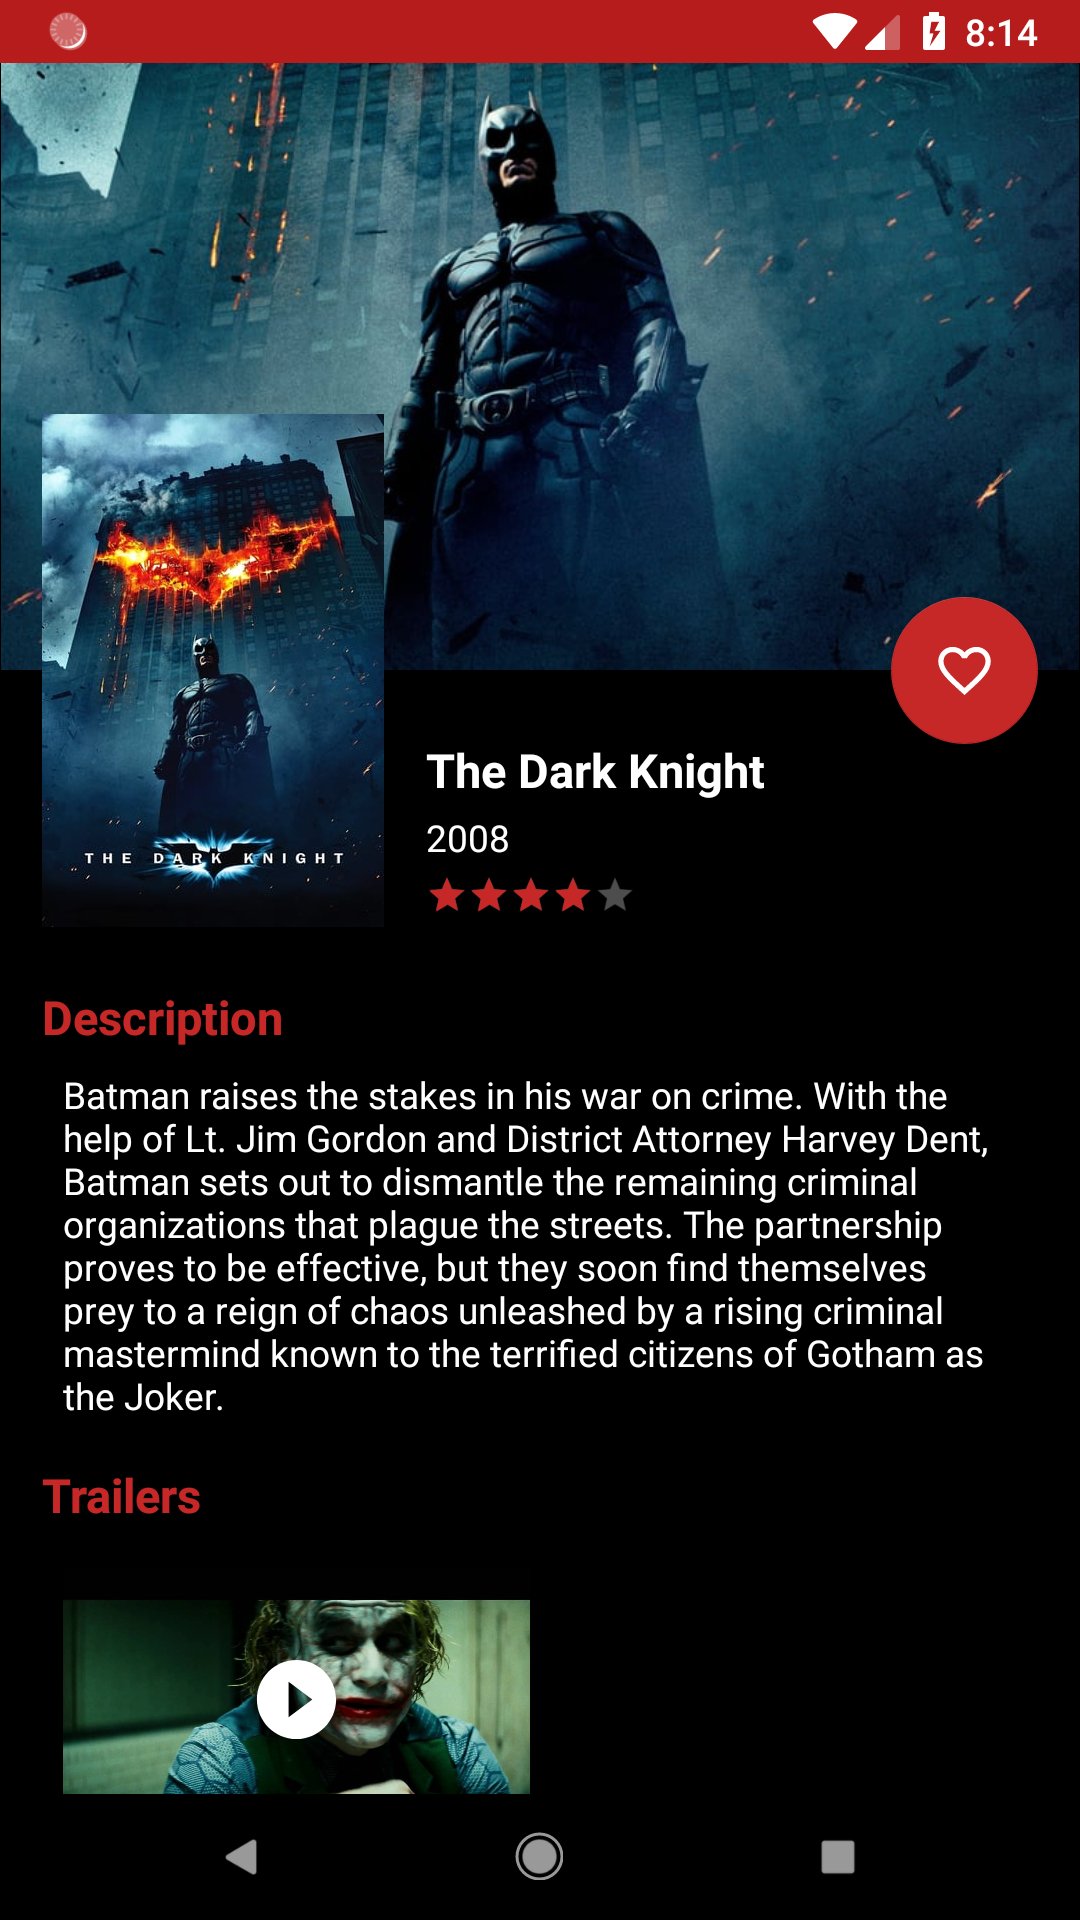 8:14
THE DARK KNIGHT
The Dark Knight
2008
Description
Batman raises the stakes in his war on crime. With the
help of Lt. Jim Gordon and District Attorney Harvey Dent,
Batman sets out to dismantle the remaining criminal
organizations that plague the streets. The partnership
proves to be effective, but they soon find themselves
prey to a reign of chaos unleashed by a rising criminal
mastermind known to the terrified citizens of Gotham as
the Joker.
Trailers